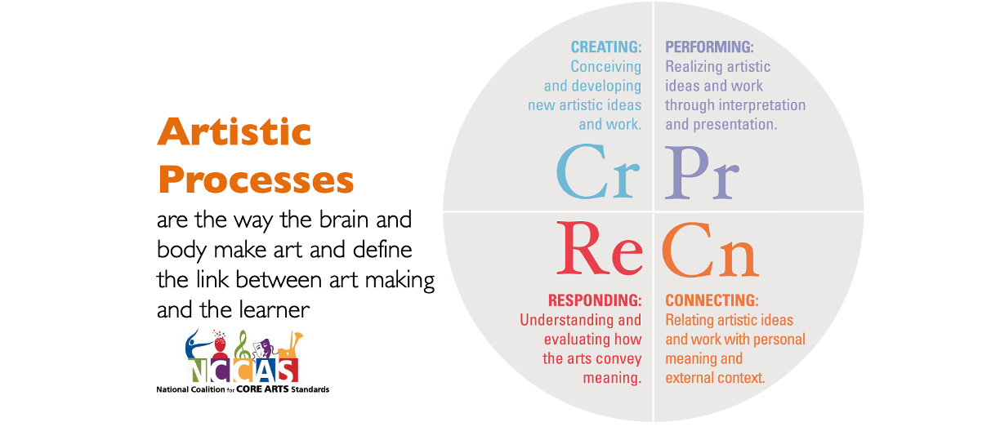 Artistic
Processes
are the way the brain and
body make art and define
the link between art making
and the learner
NCCAS
National Coalition for CORE ARTS Standards
CREATING:
Conceiving
and developing
new artistic ideas
and work.
Cr
PERFORMING:
Realizing artistic
ideas and work
through interpretation
and presentation.
Pr
Re
RESPONDING:
Understanding and
evaluating how
the arts convey
meaning.
Cn
CONNECTING:
Relating artistic ideas
and work with personal
meaning and
external context.